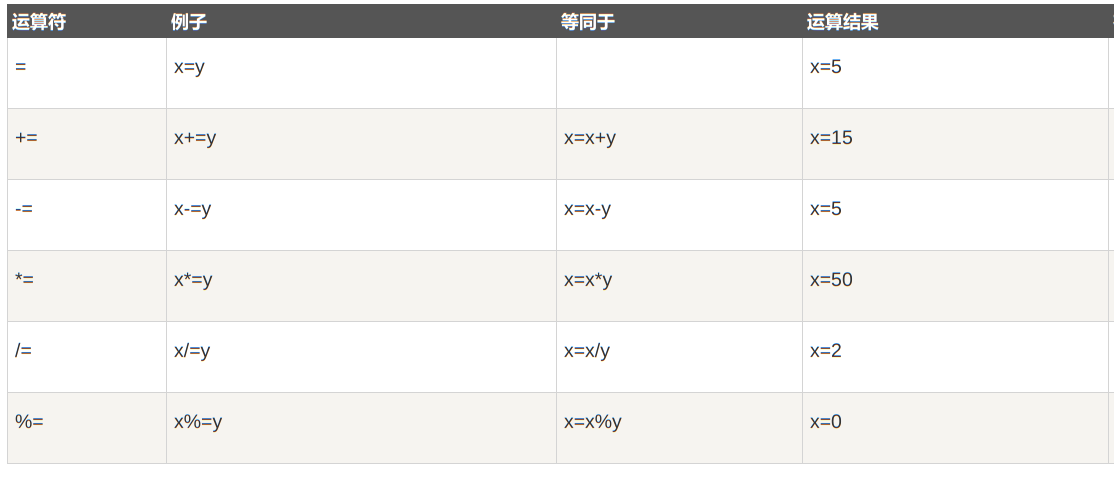 运算符 例子 等同于 运算结果
= x=y x=5
+= x+=y x=x+y x=15
-= x-=y x=x-y x=5
*= x*=y x=x*y x=50
/= x/=y x=x/y x=2
%= x%=y x=x%y x=0